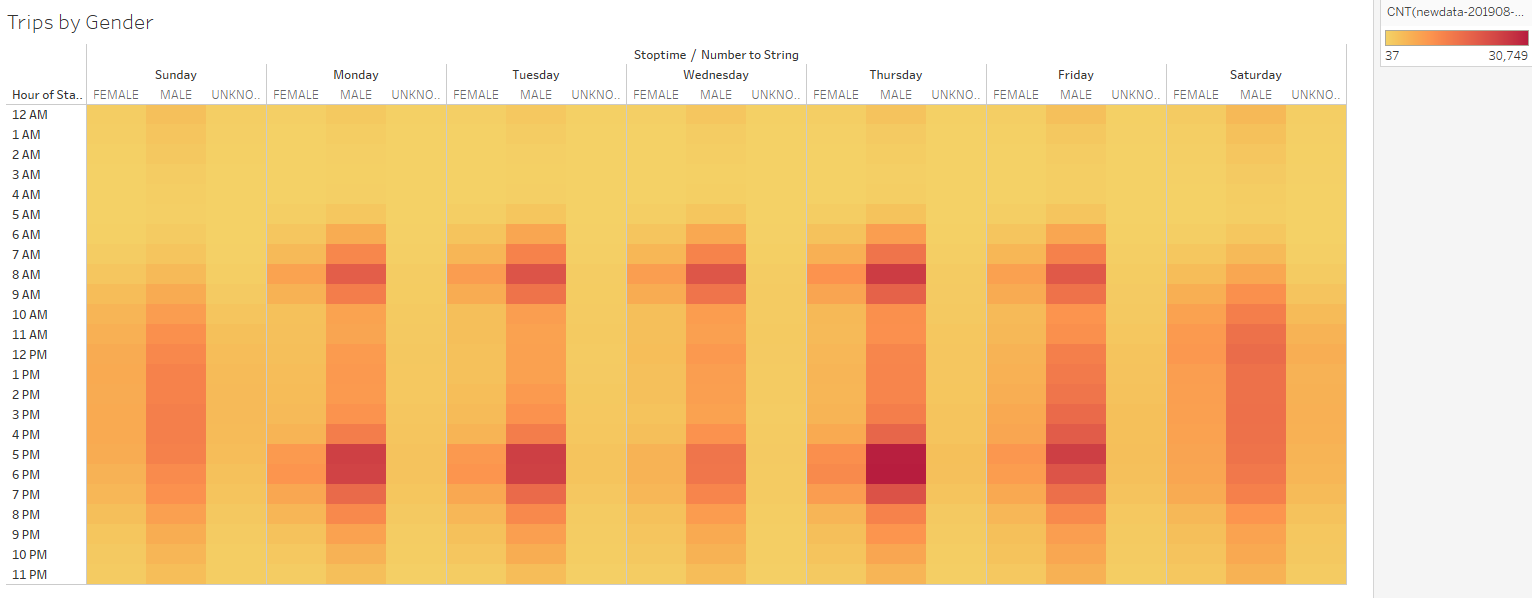 Trips by Gender
CNT(newdata-201908-...
37 30,749
Stoptime / Number to String
Sunday Monday Tuesday Wednesday Thursday Friday Saturday
Hour of Sta.. FEMALE MALE UNKNO.. FEMALE MALE UNKNO.. FEMALE MALE UNKNO.. FEMALE MALE UNKNO.. FEMALE MALE UNKNO.. FEMALE MALE UNKNO.. FEMALE MALE UNKNO..
12 AM
1 AM
2 AM
3 AM
4 AM
5 AM
6 AM
7 AM
8 AM
9 AM
10 AM
11 AM
12 PM
1 PM
2 PM
3 PM
4 PM
5 PM
6 PM
7 PM
8 PM
9 PM
10 PM
11 PM